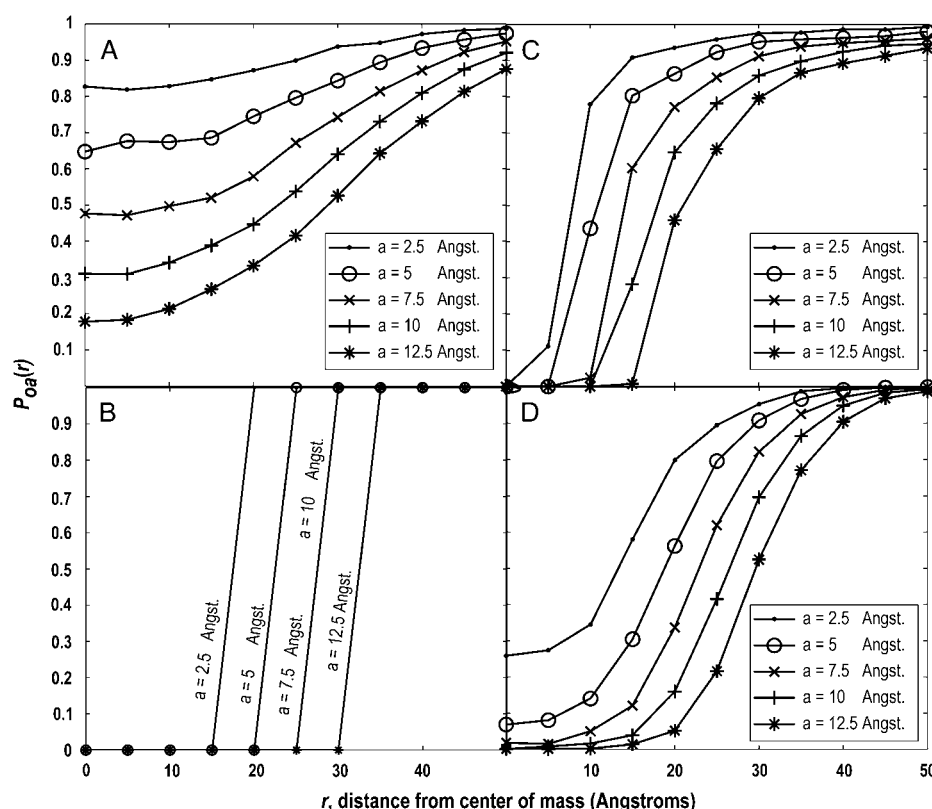 A
1
0.9
0.8
0.7
0.6
0.5
0.4
0.3
0.2
0.1
a = 2.5 Angst.
a = 5 Angst.
a = 7.5 Angst.
a = 10 Angst.
a = 12.5 Angst.
C
a = 2.5 Angst.
a = 5 Angst.
a = 7.5 Angst.
a = 10 Angst.
a = 12.5 Angst.
Poa(r)
B
0.9
0.8
0.7
0.6
0.5
0.4
0.3
0.2
0.1
0
a = 2.5 Angst.
a = 5 Angst.
a = 7.5 Angst.
a = 10 Angst.
a = 12.5 Angst.
0 10 20 30 40
D
a = 2.5 Angst.
a = 5 Angst.
a = 7.5 Angst.
a = 10 Angst.
a = 12.5 Angst.
10 20 30 40 50
r, distance from center of mass (Angstroms)